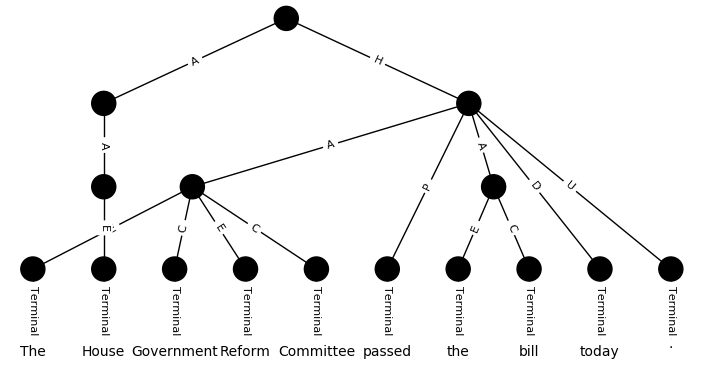 A H
A A P A D U
E C E C E C
Terminal Terminal Terminal Terminal Terminal Terminal Terminal Terminal Terminal Terminal
The House Government Reform Committee passed the bill today .